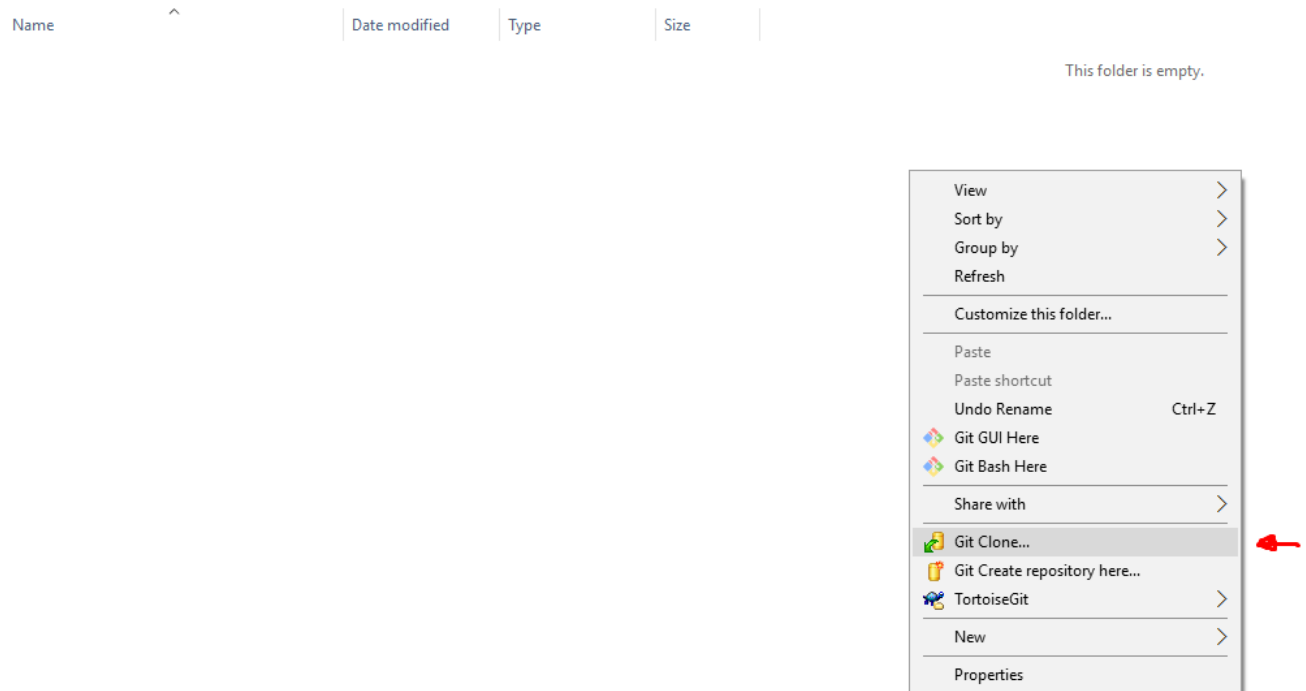 Name Date modified Type Size
This folder is empty.
View
Sort by
Group by
Refresh
Customize this folder...
Paste
Paste shortcut
Undo Rename Ctrl+Z
Git GUI Here
Git Bash Here
Share with
Git Clone...
Git Create repository here...
TortoiseGit
New
Properties